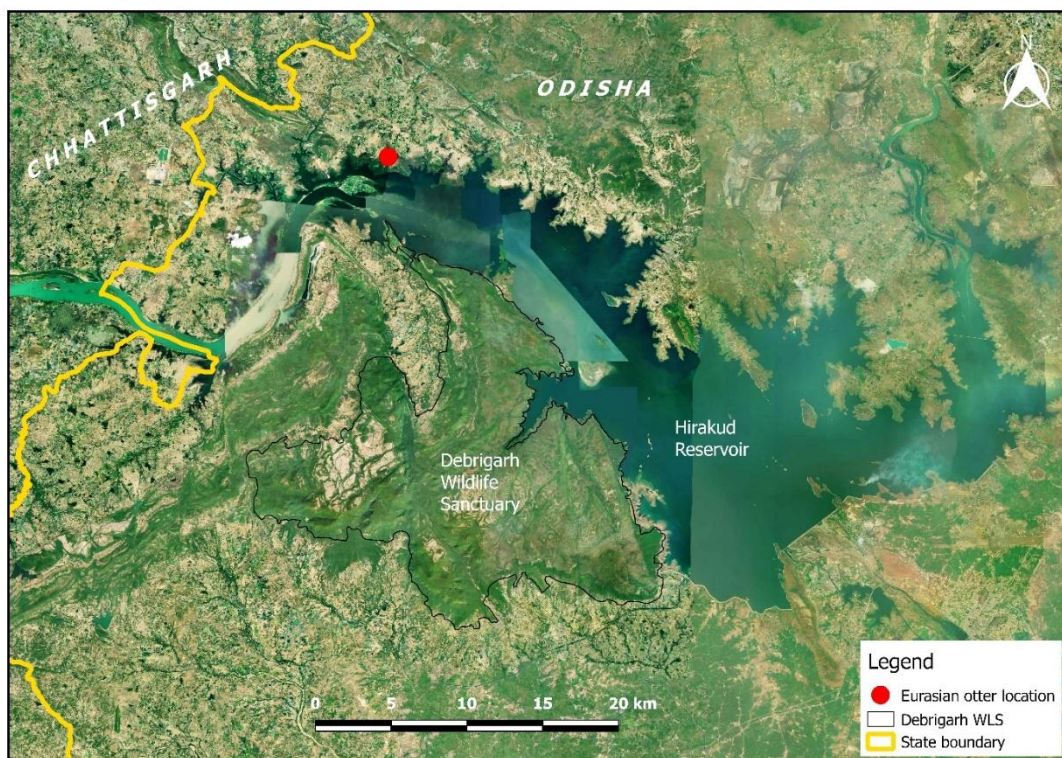 CHHATTISGARH
ODISHA
N
Hirakud
Reservoir
Debrigarh
Wildlife
Sanctuary
Legend
Eurasian otter location
Debrigarh WLS
State boundary
0 5 10 15 20 km